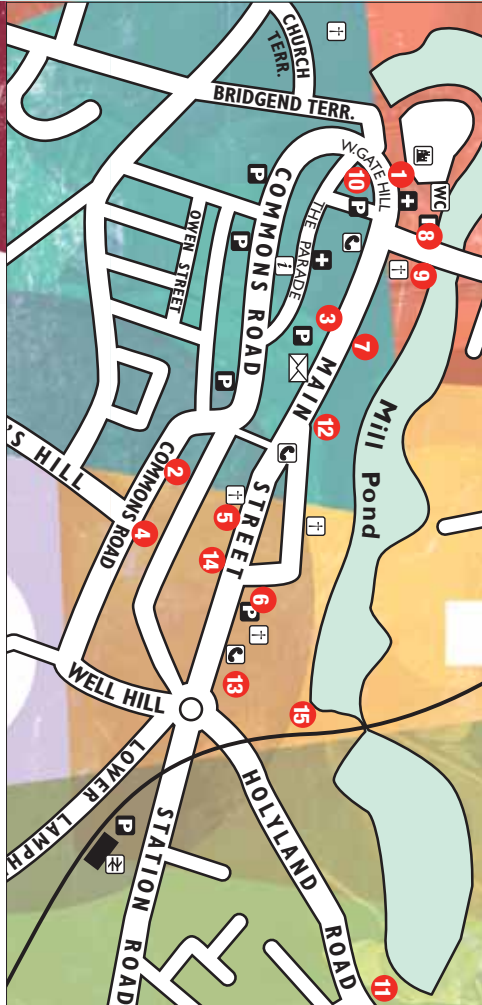 CHURCH
TERR.
BRIDGEND TERR.
W.GATE HILL
WC
1
10
8
9
P
COMMONS ROAD
THE PARADE
P
i
P
OWEN STREET
3
7
P
MAIN
STREET
12
Mill Pond
P
COMMONS ROAD
2
4
'S HILL
5
14
6
P
13
15
WELL HILL
LOWER LAMPH
HOLYLAND
ROAD
STATION ROAD
P
11